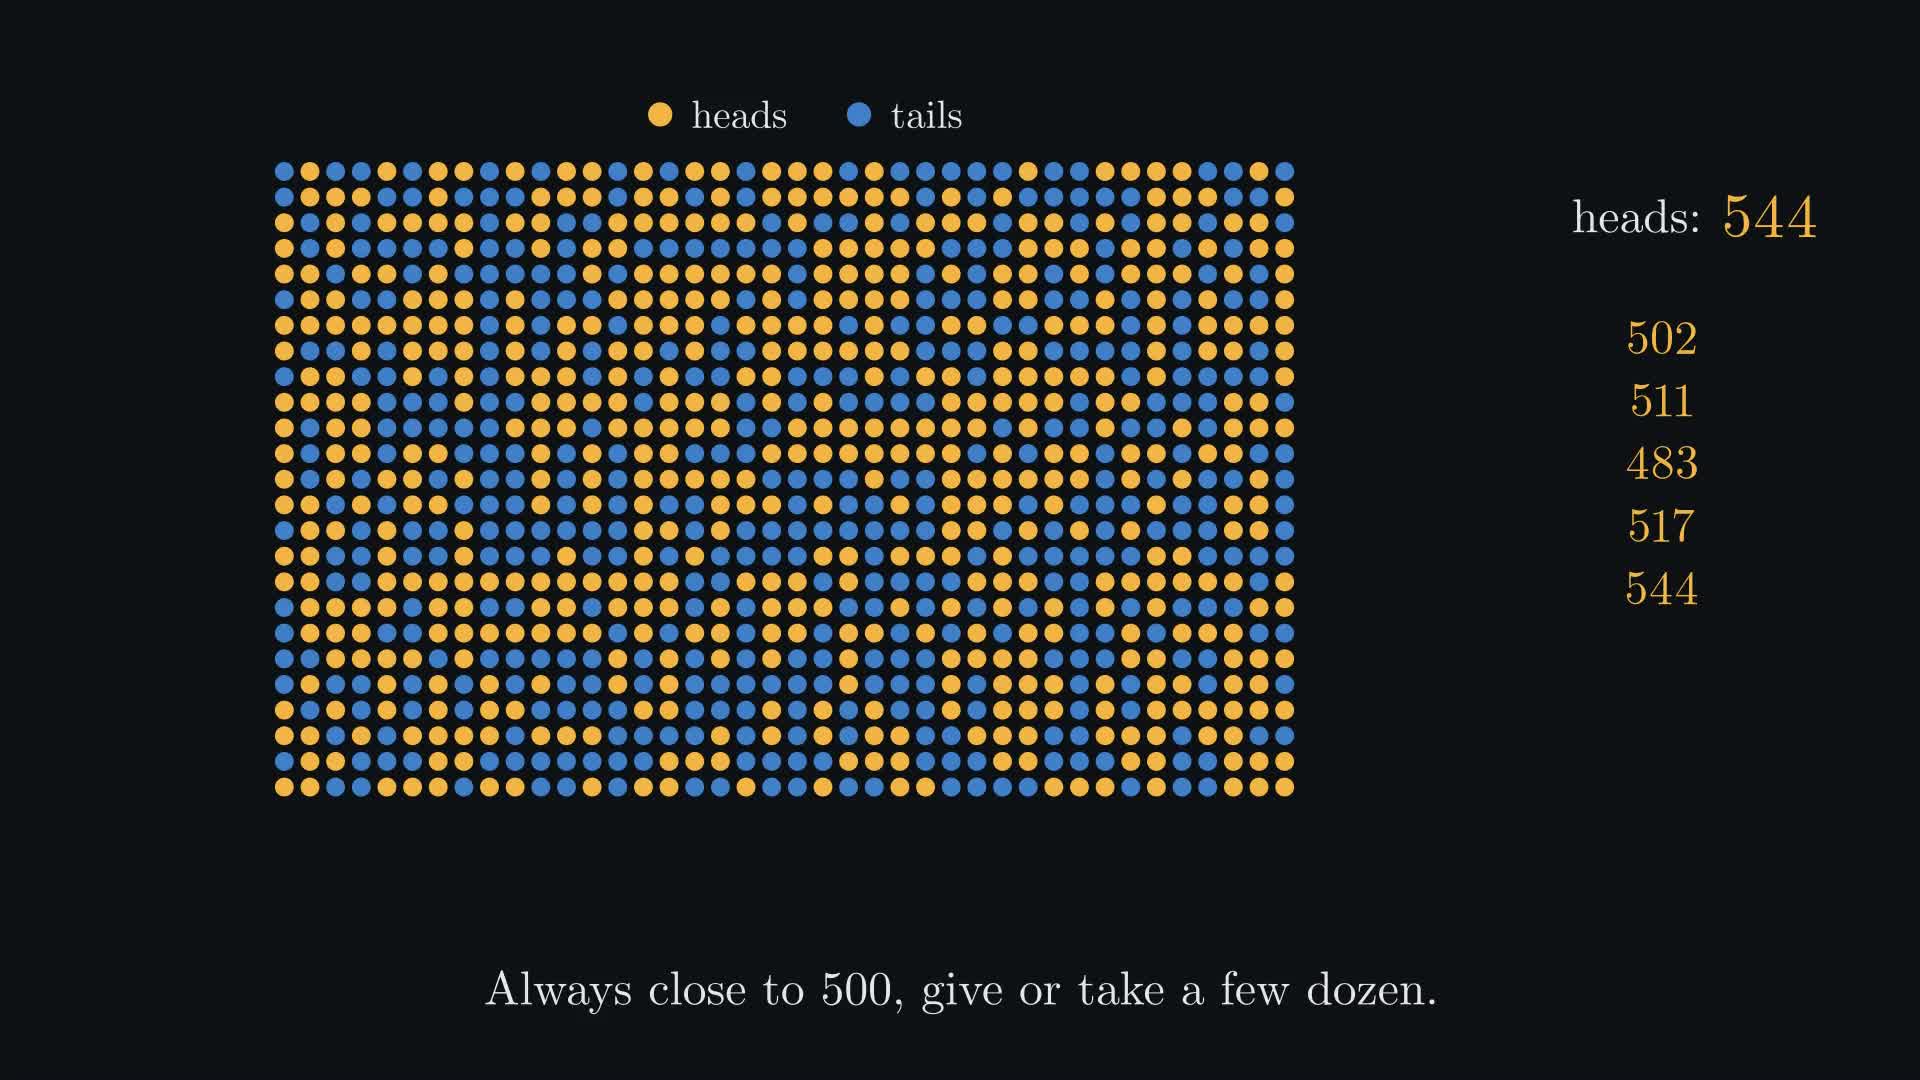 heads tails
heads: 544
502
511
483
517
544
Always close to 500, give or take a few dozen.